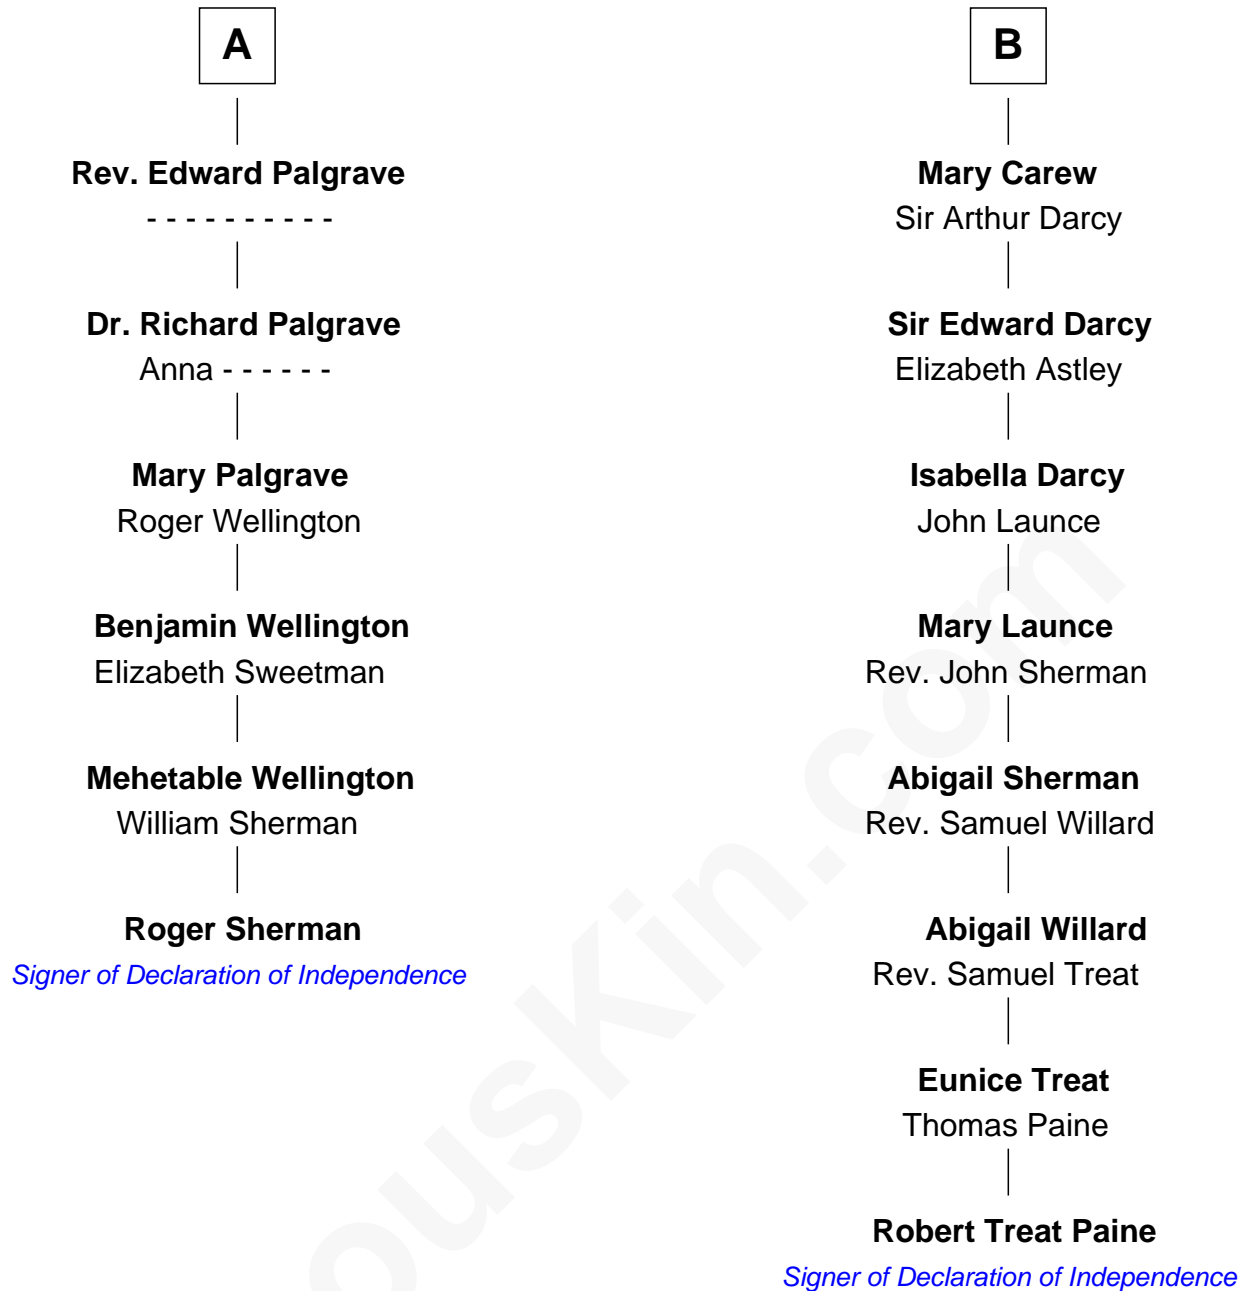 A
Rev. Edward Palgrave
- - - - - - - - - -
Dr. Richard Palgrave
Anna - - - - - -
Mary Palgrave
Roger Wellington
Benjamin Wellington
Elizabeth Sweetman
Mehetable Wellington
William Sherman
Roger Sherman
Signer of Declaration of Independence
B
Mary Carew
Sir Arthur Darcy
Sir Edward Darcy
Elizabeth Astley
Isabella Darcy
John Launce
Mary Launce
Rev. John Sherman
Abigail Sherman
Rev. Samuel Willard
Abigail Willard
Rev. Samuel Treat
Eunice Treat
Thomas Paine
Robert Treat Paine
Signer of Declaration of Independence
ousKin.com